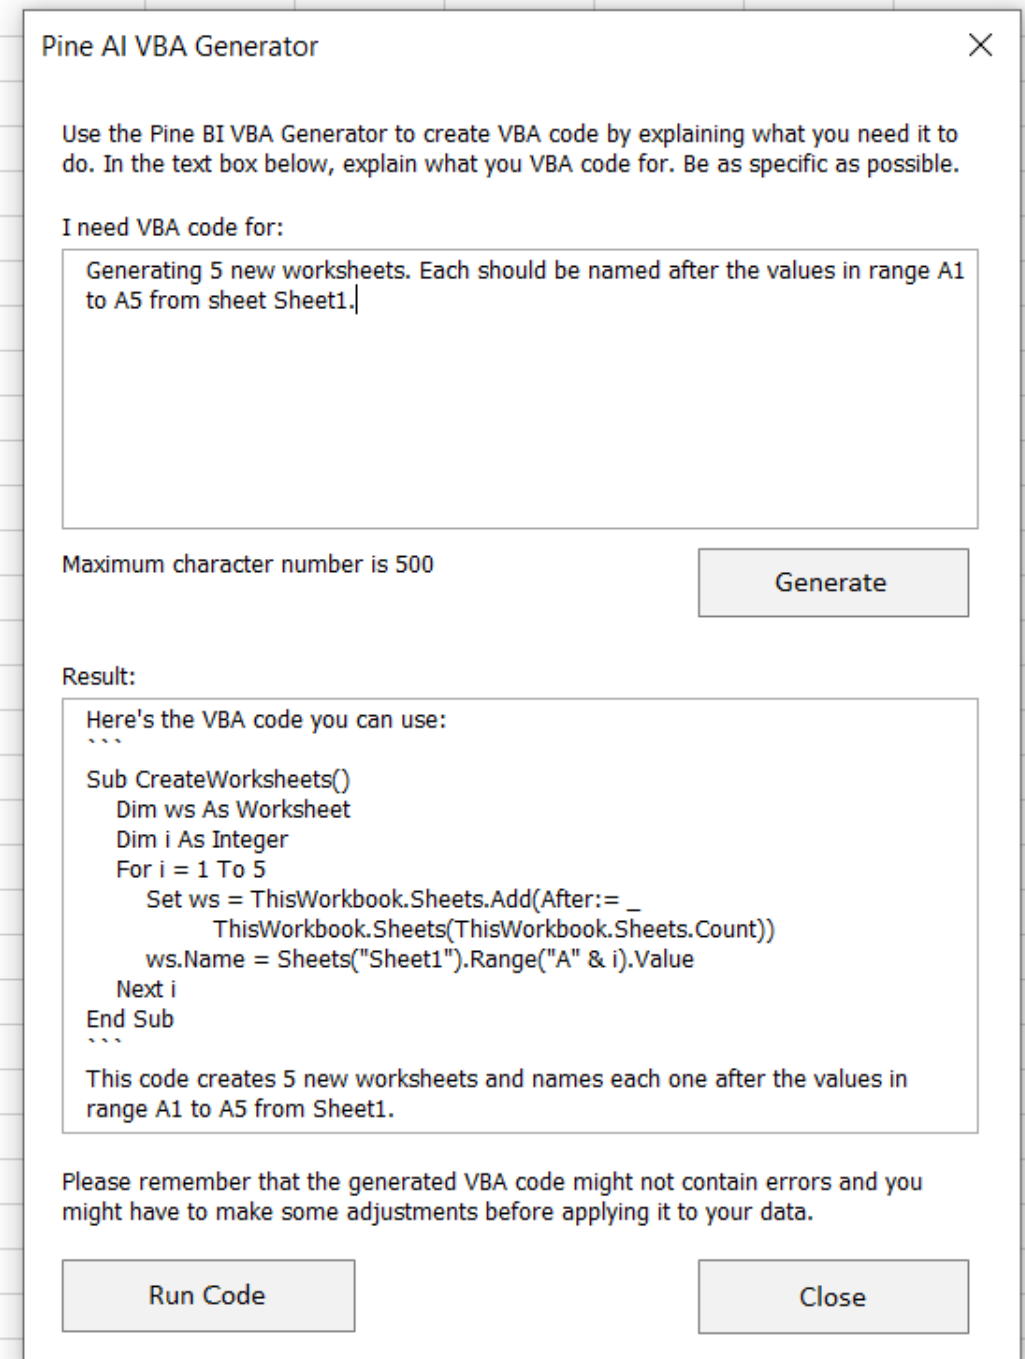 Pine AI VBA Generator
Use the Pine BI VBA Generator to create VBA code by explaining what you need it to
do. In the text box below, explain what you VBA code for. Be as specific as possible.
I need VBA code for:
Generating 5 new worksheets. Each should be named after the values in range A1
to A5 from sheet Sheet1.
Maximum character number is 500
Generate
Result:
Here's the VBA code you can use:
```
Sub CreateWorksheets()
    Dim ws As Worksheet
    Dim i As Integer
    For i = 1 To 5
        Set ws = ThisWorkbook.Sheets.Add(After:= _
                ThisWorkbook.Sheets(ThisWorkbook.Sheets.Count))
        ws.Name = Sheets("Sheet1").Range("A" & i).Value
    Next i
End Sub
```
This code creates 5 new worksheets and names each one after the values in
range A1 to A5 from Sheet1.
Please remember that the generated VBA code might not contain errors and you
might have to make some adjustments before applying it to your data.
Run Code
Close